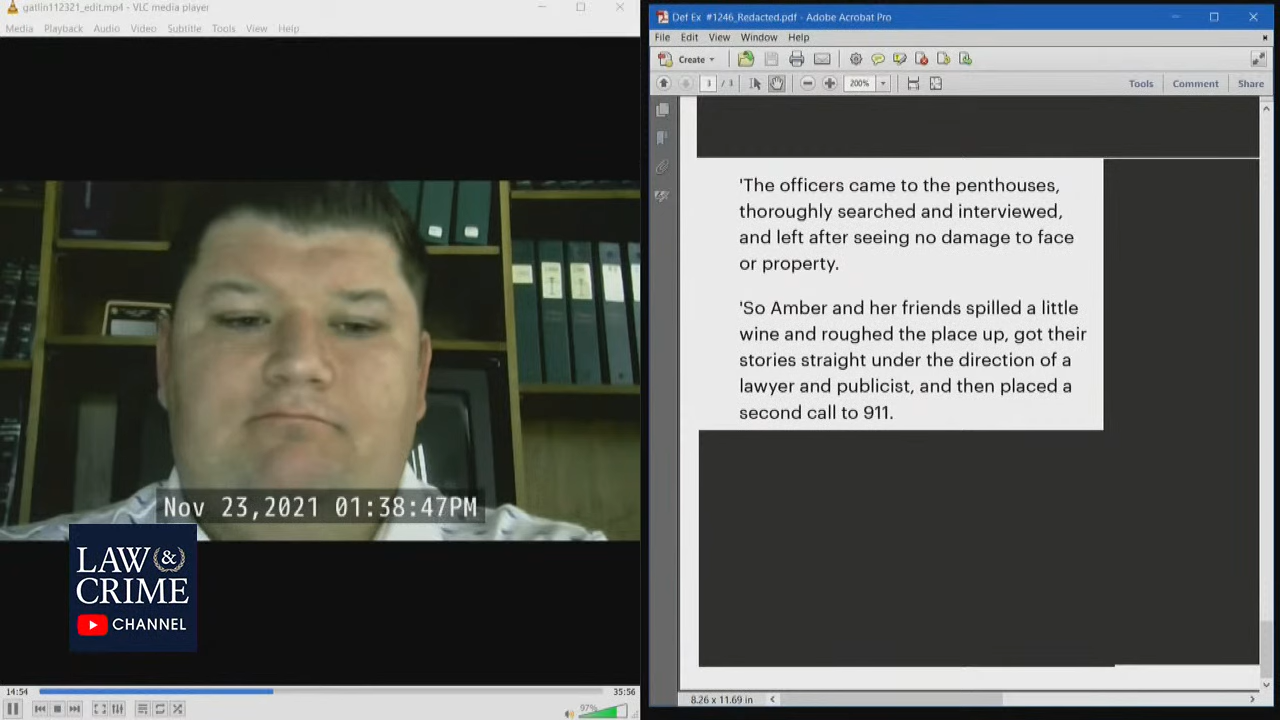 gatlin112321_edit.mp4 - VLC media player
Media Playback Audio Video Subtitle Tools View Help
Nov 23,2021 01:38:47PM
LAW &
CRIME
CHANNEL
14:54
35:56
97%
Def Ex #1246_Redacted.pdf - Adobe Acrobat Pro
File Edit View Window Help
Create
3 / 3
200%
Tools Comment Share
'The officers came to the penthouses,
thoroughly searched and interviewed,
and left after seeing no damage to face
or property.
'So Amber and her friends spilled a little
wine and roughed the place up, got their
stories straight under the direction of a
lawyer and publicist, and then placed a
second call to 911.
8.26 x 11.69 in